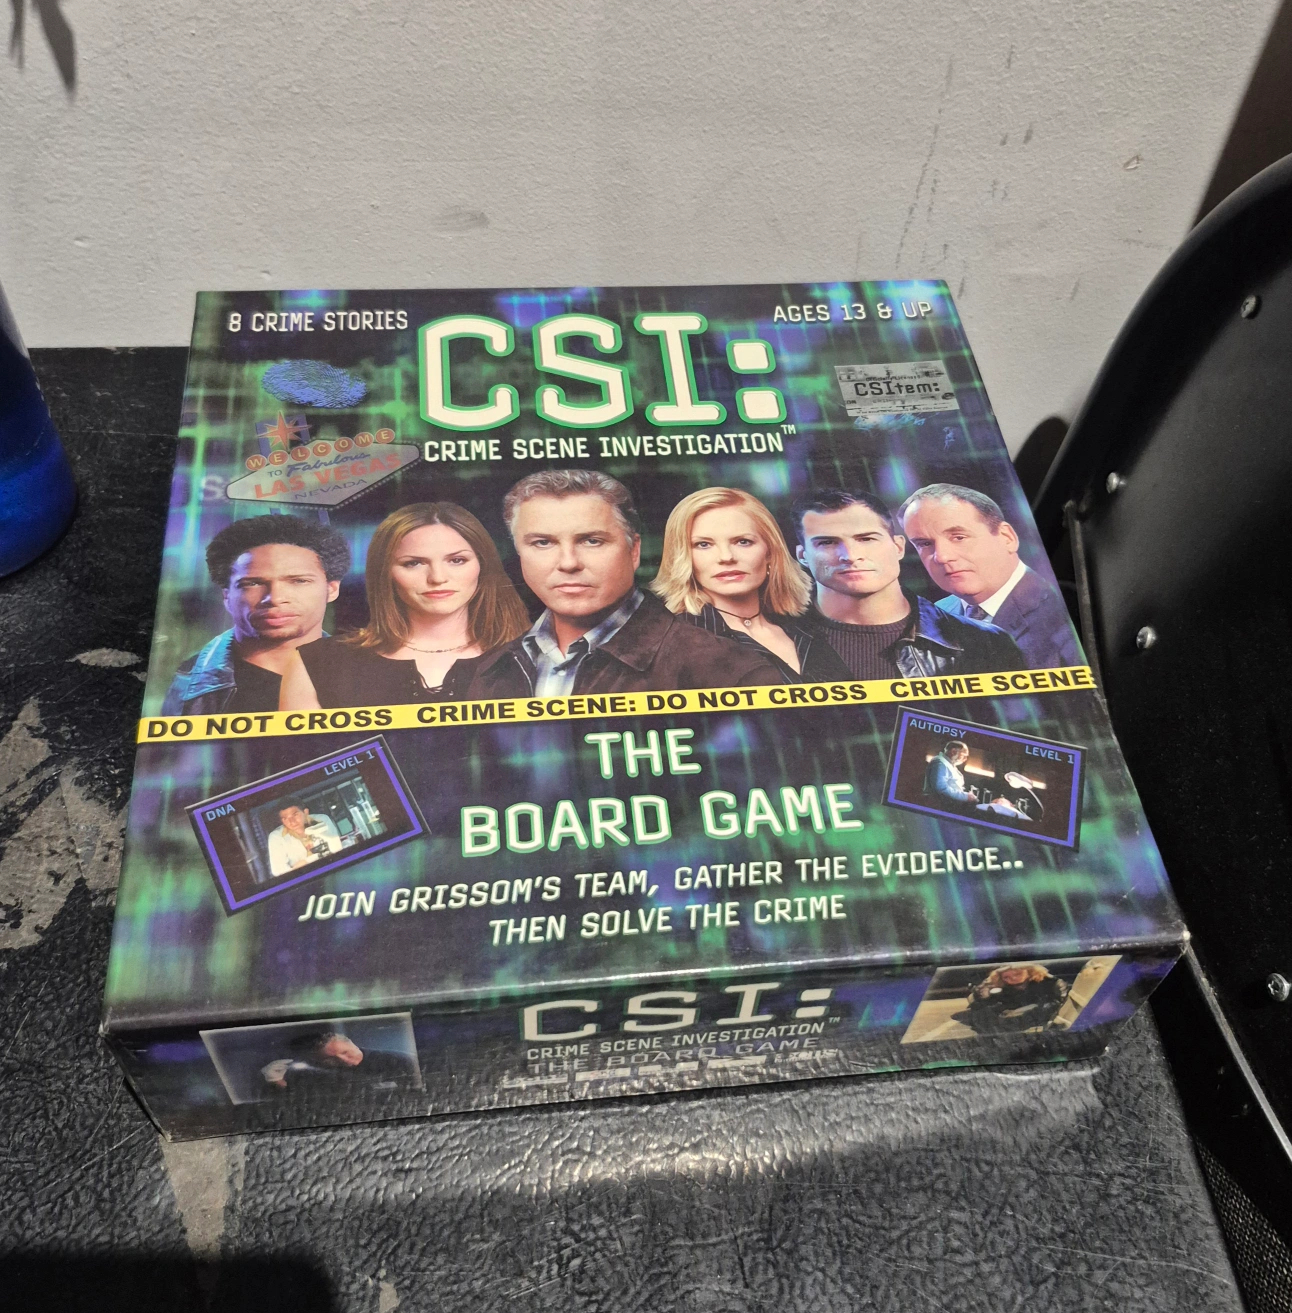 8 CRIME STORIES
AGES 13 & UP
CSI:
CRIME SCENE INVESTIGATION™
CSItem:
WELCOME
TO Fabulous
LAS VEGAS
NEVADA
DO NOT CROSS CRIME SCENE: DO NOT CROSS CRIME SCENE:
DNA
LEVEL 1
AUTOPSY
LEVEL 1
THE
BOARD GAME
JOIN GRISSOM'S TEAM, GATHER THE EVIDENCE..
THEN SOLVE THE CRIME
CSI:
CRIME SCENE INVESTIGATION™
THE BOARD GAME